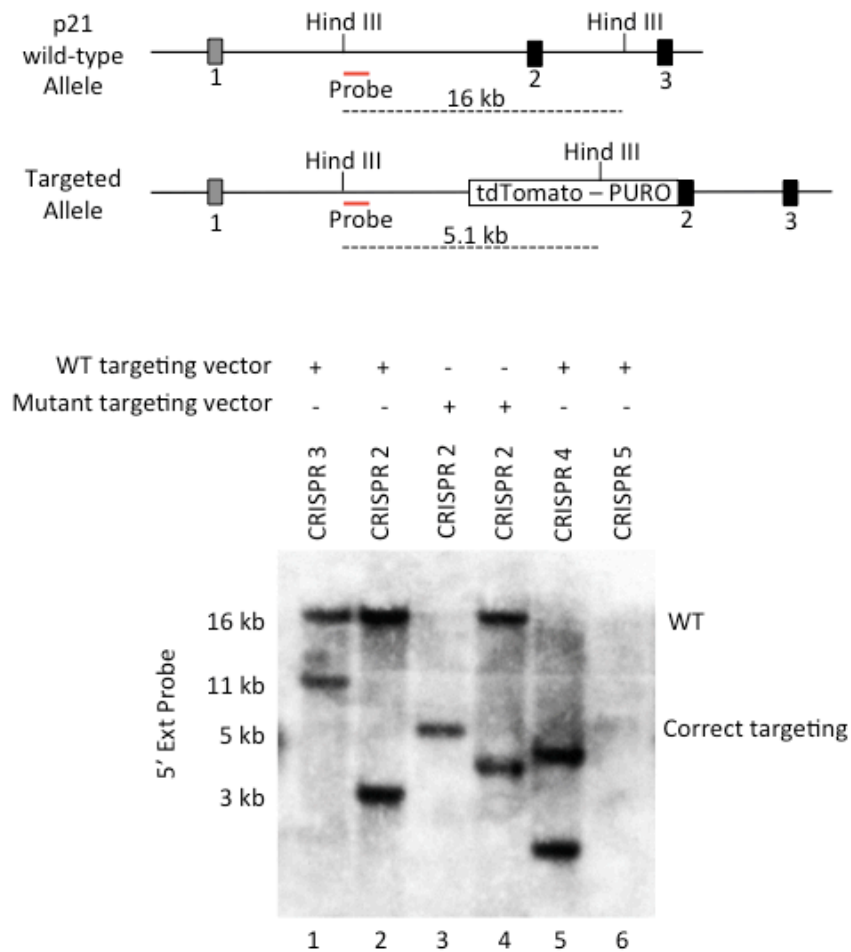 p21
wild-type
Allele
Hind III
Hind III
1
Probe
2
3
16 kb
Targeted
Allele
Hind III
Hind III
tdTomato – PURO
1
Probe
2
3
5.1 kb
WT targeting vector + + - - + +
Mutant targeting vector - - + + - -
CRISPR 3
CRISPR 2
CRISPR 2
CRISPR 2
CRISPR 4
CRISPR 5
5' Ext Probe
16 kb
WT
11 kb
5 kb
Correct targeting
3 kb
1 2 3 4 5 6